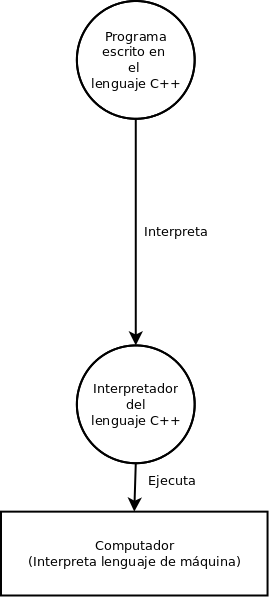 Programa
escrito en
el
lenguaje C++
Interpreta
Interpretador
del
lenguaje C++
Ejecuta
Computador
(Interpreta lenguaje de máquina)